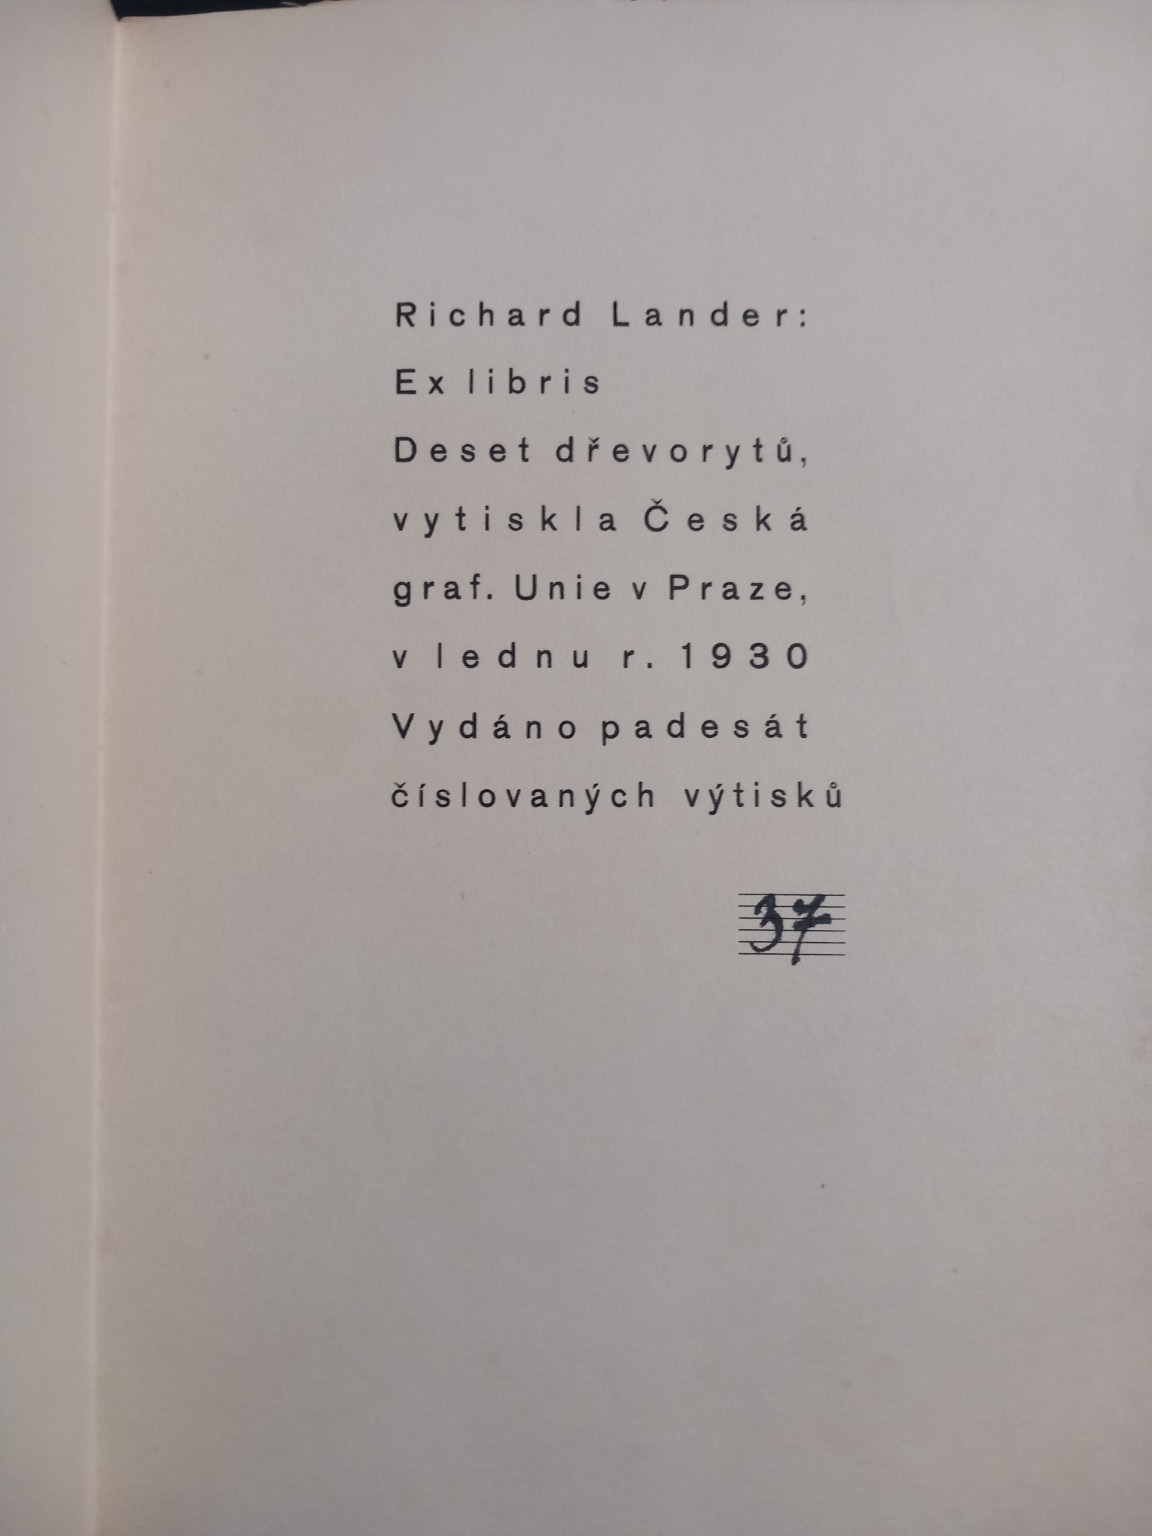 Richard Lander:
Ex libris
Deset dřevorytů,
vytiskla Česká
graf. Unie v Praze,
v lednu r. 1930
Vydáno padesát
číslovaných výtisků
37